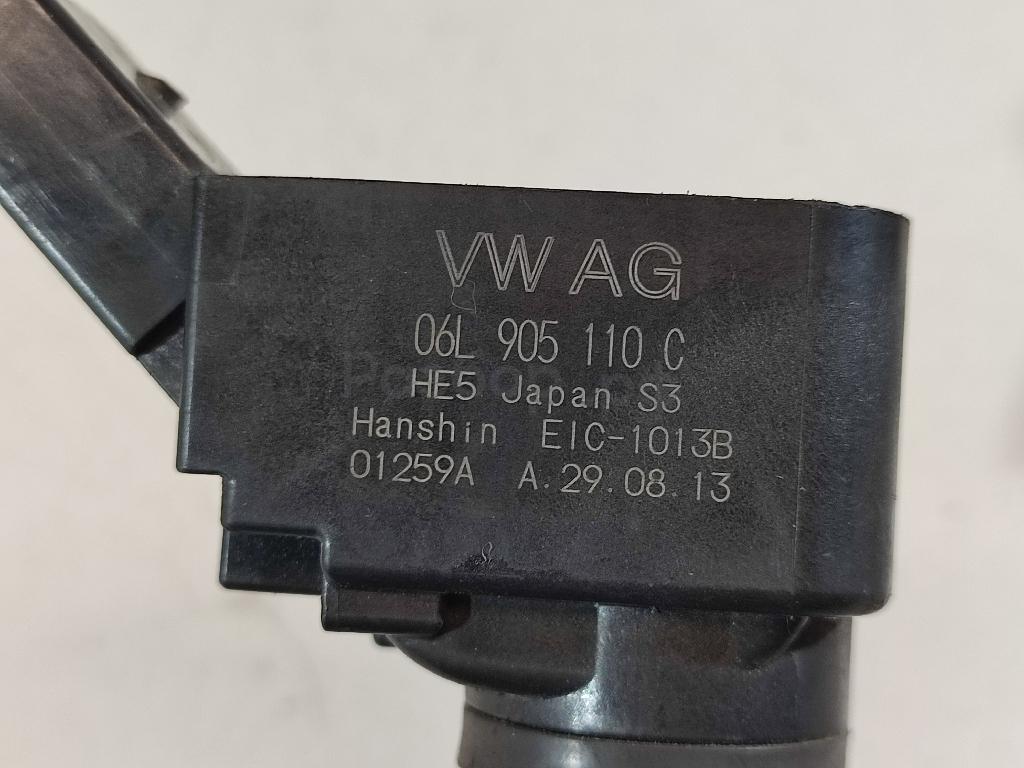 VW AG
06L 905 110 C
HE5 Japan S3
Hanshin EIC-1013B
01259A A.29.08.13